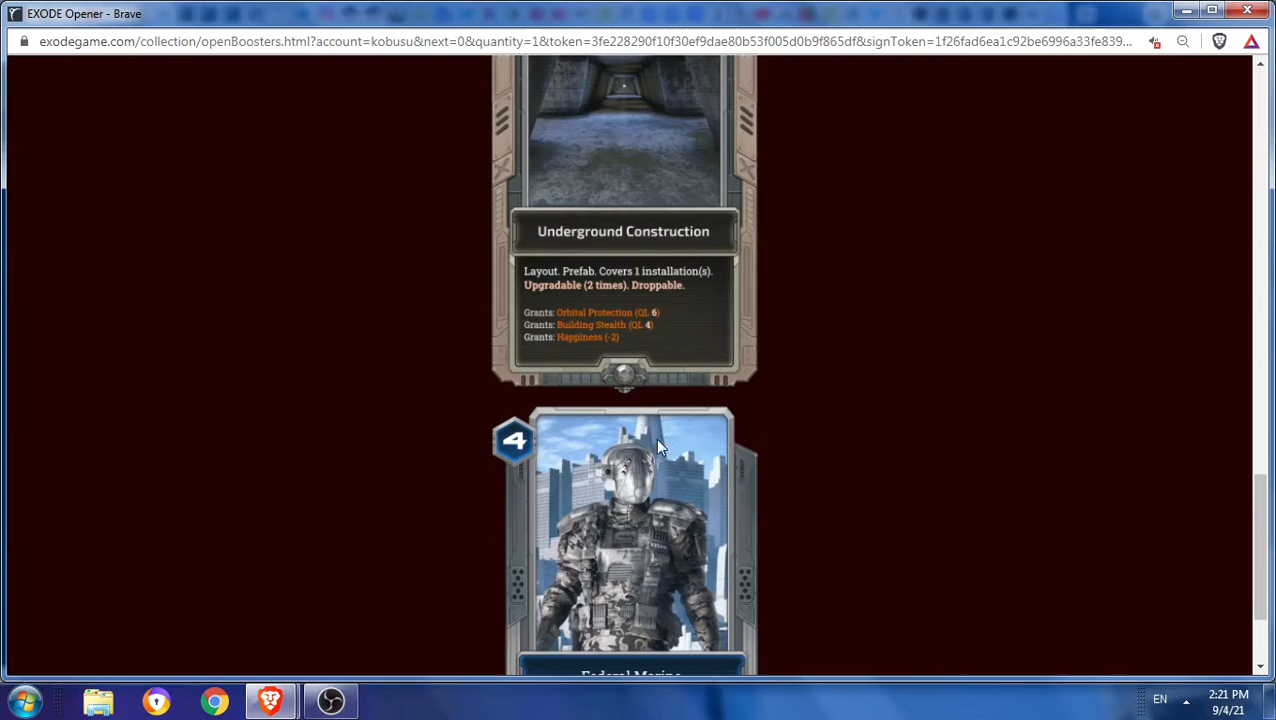 EXODE Opener - Brave
exodegame.com/collection/openBoosters.html?account=kobusu&next=0&quantity=1&token=3fe228290f10f30ef9dae80b53f005d0b9f865df&signToken=1f26fad6ea1c92be6996a33fe839...
Underground Construction
Layout. Prefab. Covers 1 installation(s).
Upgradable (2 times). Droppable.
Grants: Orbital Protection (QL 6)
Grants: Building Stealth (QL 4)
Grants: Happiness (-2)
4
Federal Marine
EN
2:21 PM
9/4/21